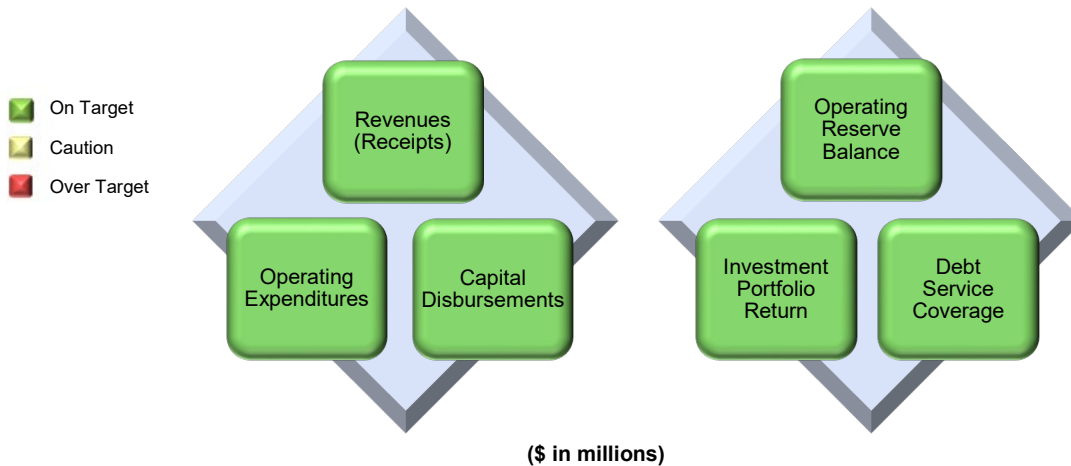 On Target
Caution
Over Target
Revenues
(Receipts)
Operating
Expenditures
Capital
Disbursements
Operating
Reserve
Balance
Investment
Portfolio
Return
Debt
Service
Coverage
($ in millions)